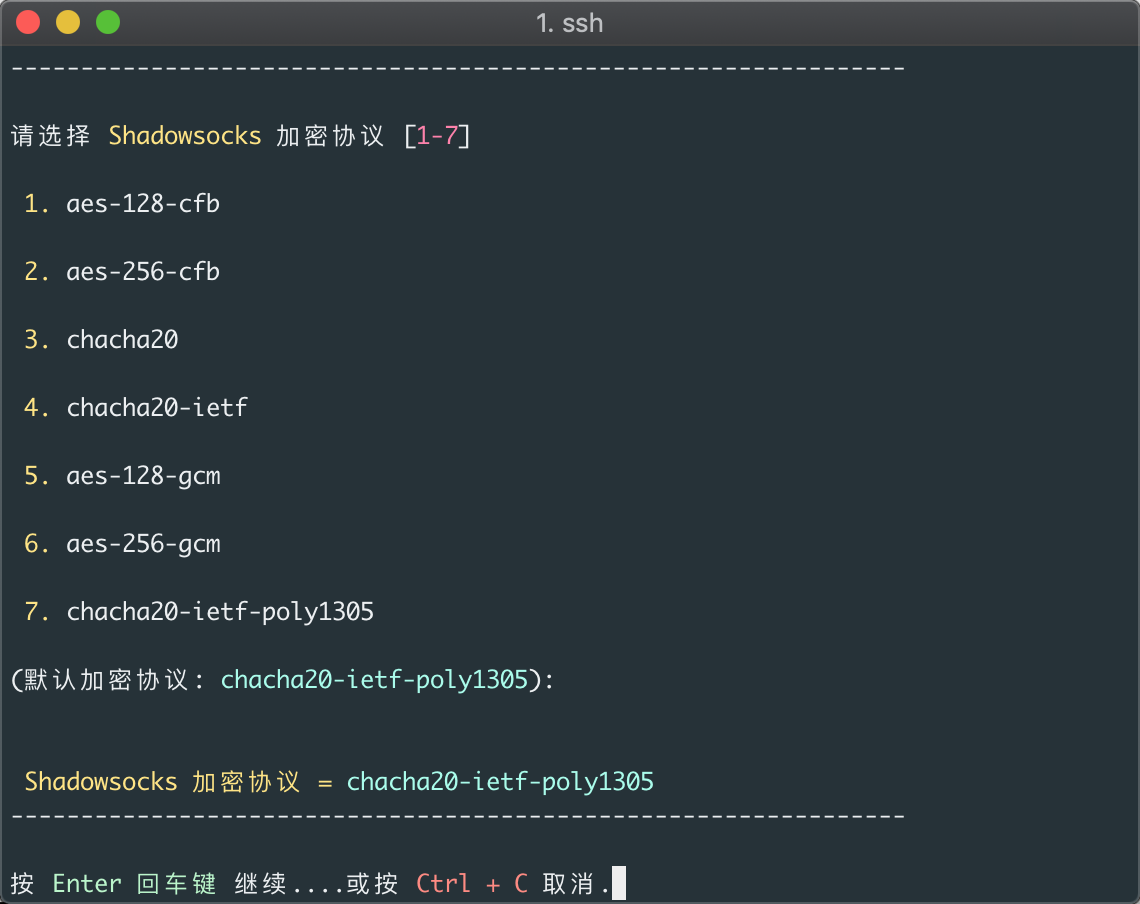 1. ssh
----------------------------------------------------------------
请选择 Shadowsocks 加密协议 [1-7]
1. aes-128-cfb
2. aes-256-cfb
3. chacha20
4. chacha20-ietf
5. aes-128-gcm
6. aes-256-gcm
7. chacha20-ietf-poly1305
(默认加密协议: chacha20-ietf-poly1305):
Shadowsocks 加密协议 = chacha20-ietf-poly1305
----------------------------------------------------------------
按 Enter 回车键 继续....或按 Ctrl + C 取消.